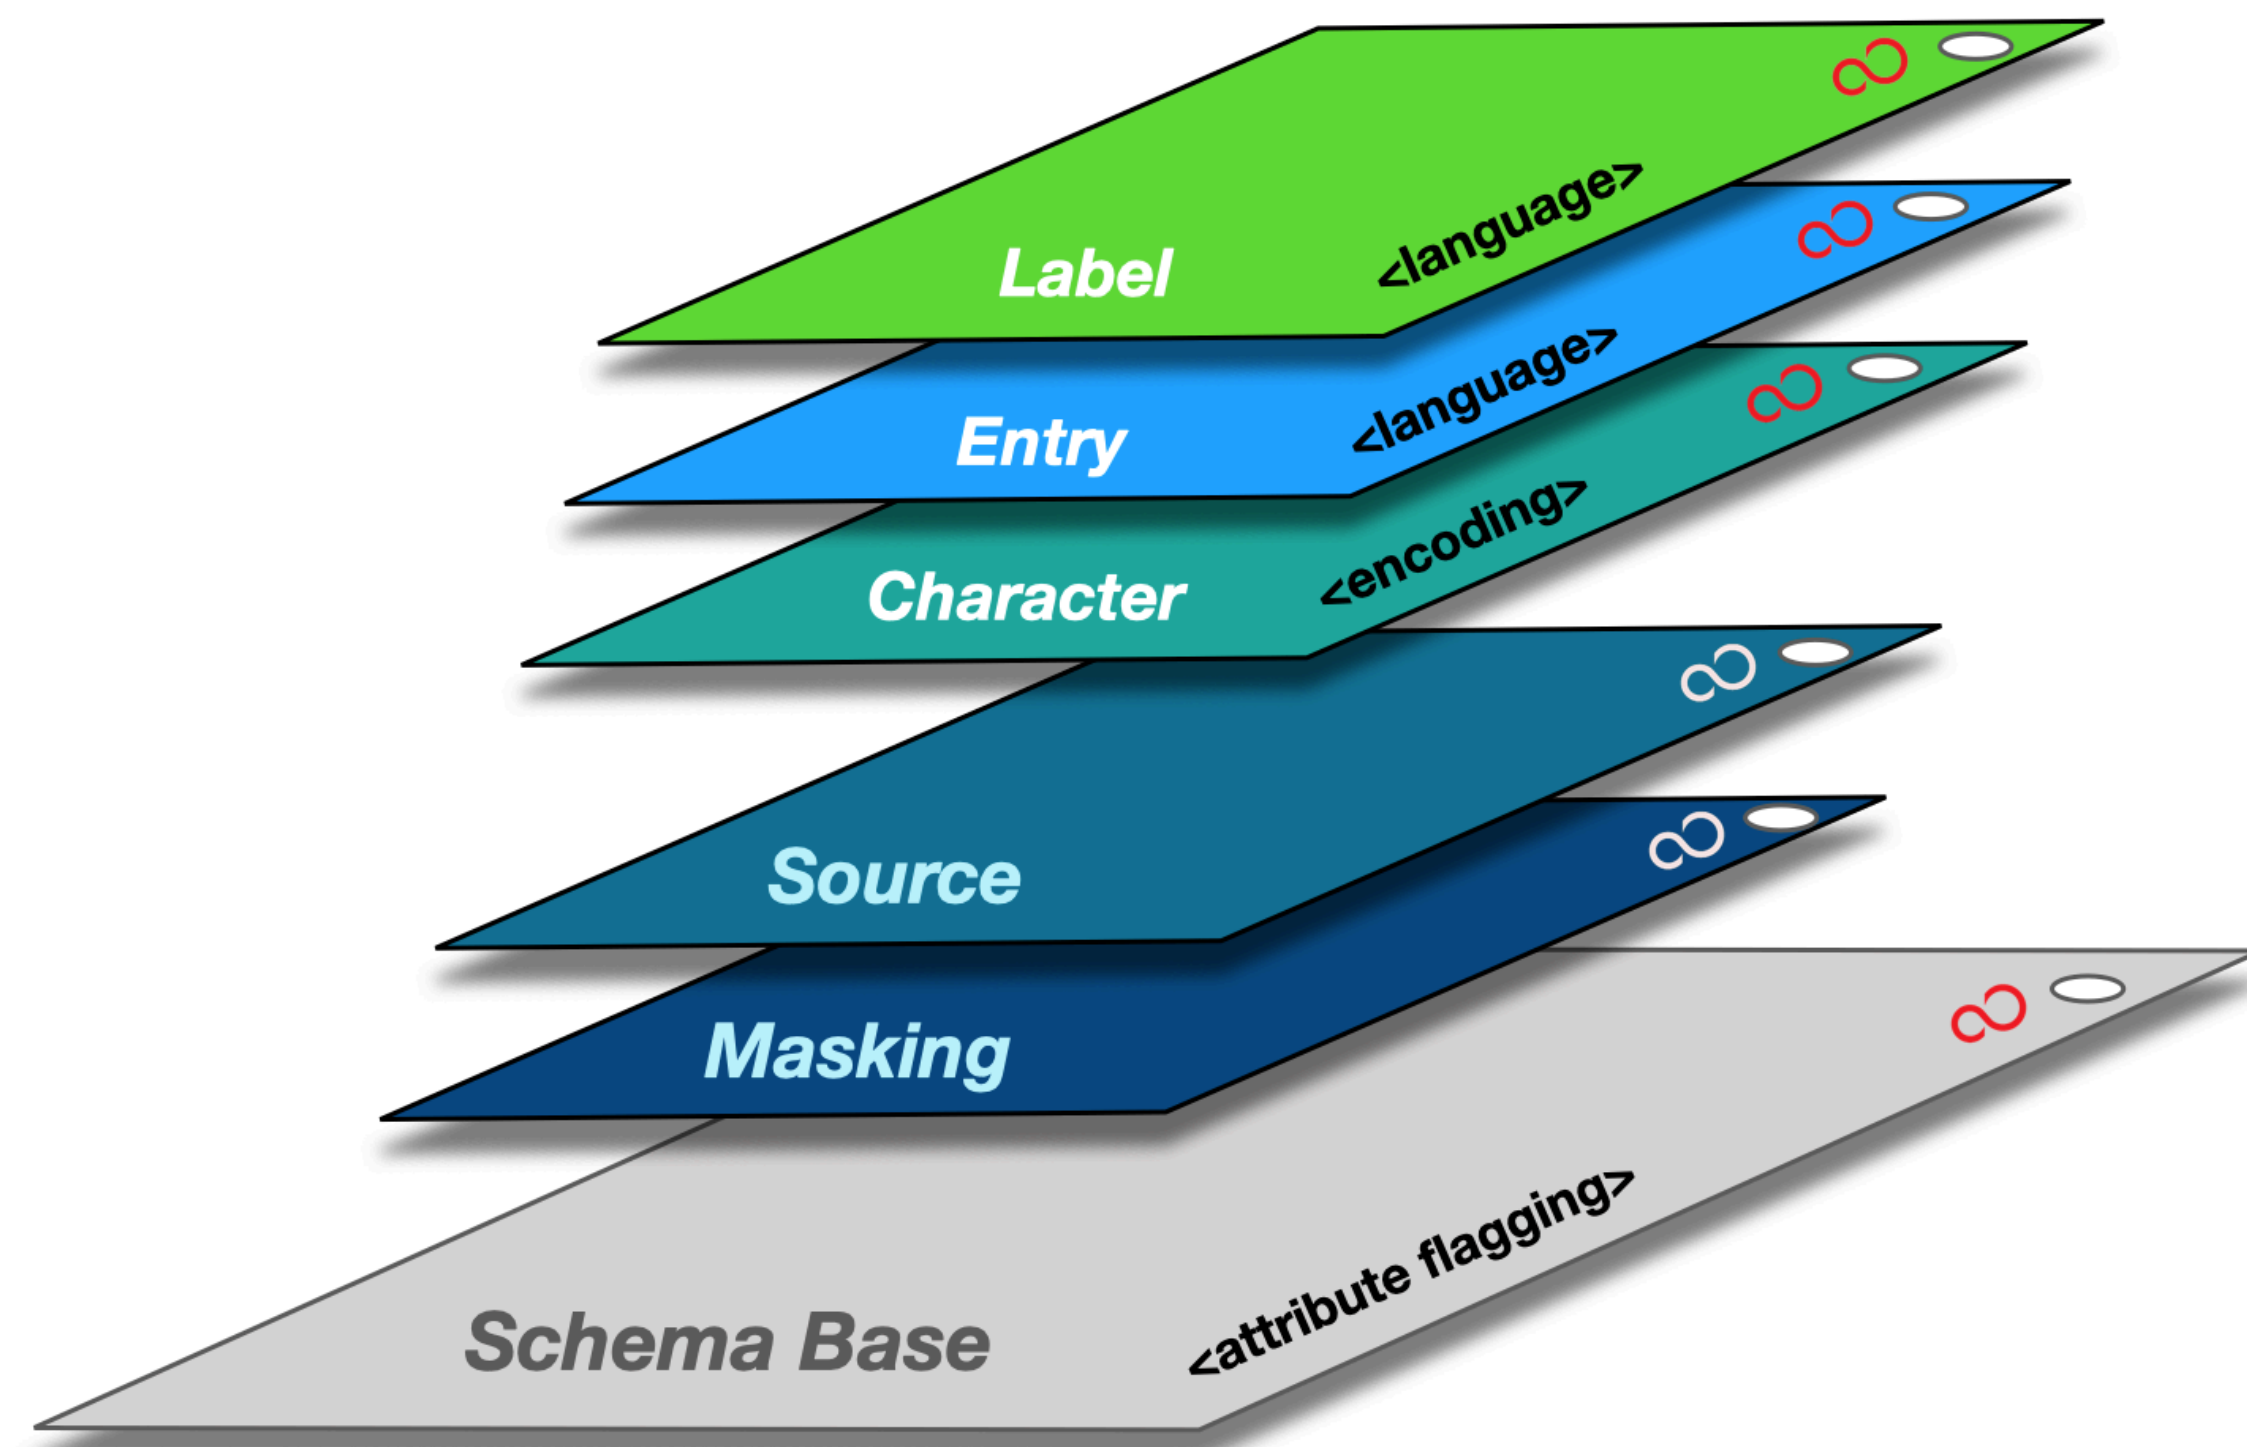 Label
<language>
Entry
<language>
Character
<encoding>
Source
Masking
Schema Base
<attribute flagging>